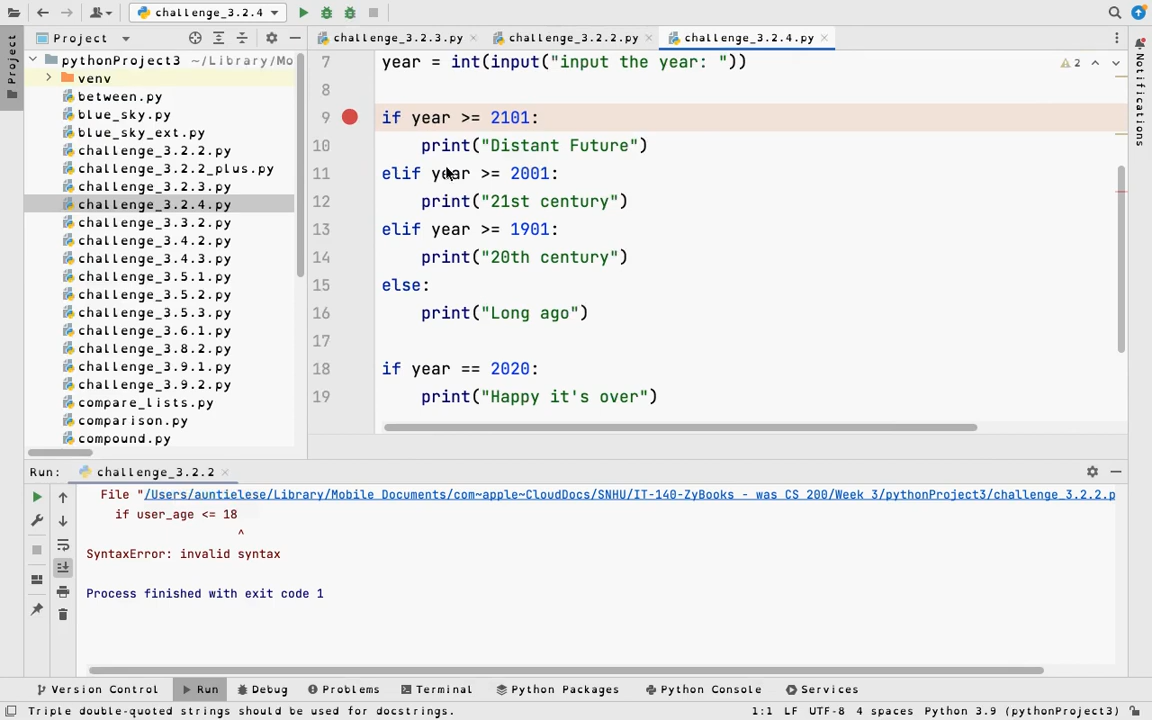 challenge_3.2.4
Project
challenge_3.2.3.py
challenge_3.2.2.py
challenge_3.2.4.py
Project
pythonProject3 ~/Library/Mo
venv
between.py
blue_sky.py
blue_sky_ext.py
challenge_3.2.2.py
challenge_3.2.2_plus.py
challenge_3.2.3.py
challenge_3.2.4.py
challenge_3.3.2.py
challenge_3.4.2.py
challenge_3.4.3.py
challenge_3.5.1.py
challenge_3.5.2.py
challenge_3.5.3.py
challenge_3.6.1.py
challenge_3.8.2.py
challenge_3.9.1.py
challenge_3.9.2.py
compare_lists.py
comparison.py
compound.py
7 year = int(input("input the year: "))
2
8
9 if year >= 2101:
10 print("Distant Future")
11 elif year >= 2001:
12 print("21st century")
13 elif year >= 1901:
14 print("20th century")
15 else:
16 print("Long ago")
17
18 if year == 2020:
19 print("Happy it's over")
Notifications
Run: challenge_3.2.2
File "/Users/auntielese/Library/Mobile Documents/com~apple~CloudDocs/SNHU/IT-140-ZyBooks - was CS 200/Week 3/pythonProject3/challenge_3.2.2.p
if user_age <= 18
^
SyntaxError: invalid syntax
Process finished with exit code 1
Version Control Run Debug Problems Terminal Python Packages Python Console Services
Triple double-quoted strings should be used for docstrings. 1:1 LF UTF-8 4 spaces Python 3.9 (pythonProject3)